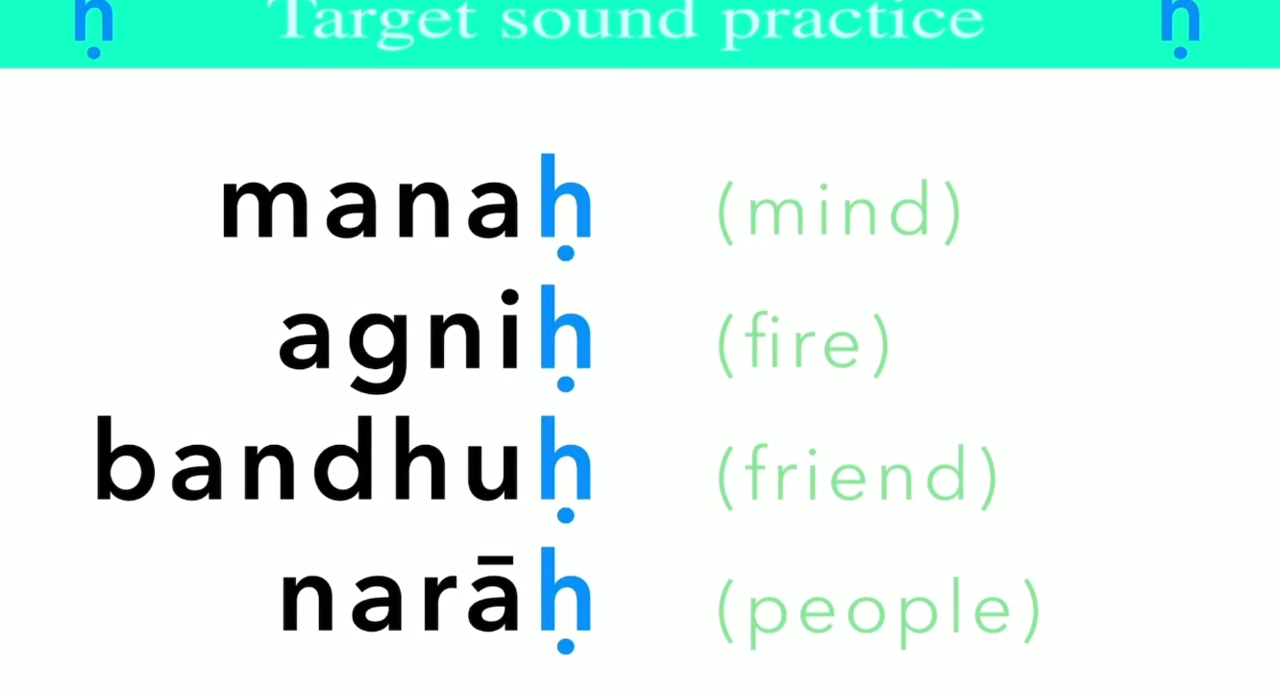 ḥ Target sound practice ḥ
manaḥ (mind)
agniḥ (fire)
bandhuḥ (friend)
narāḥ (people)